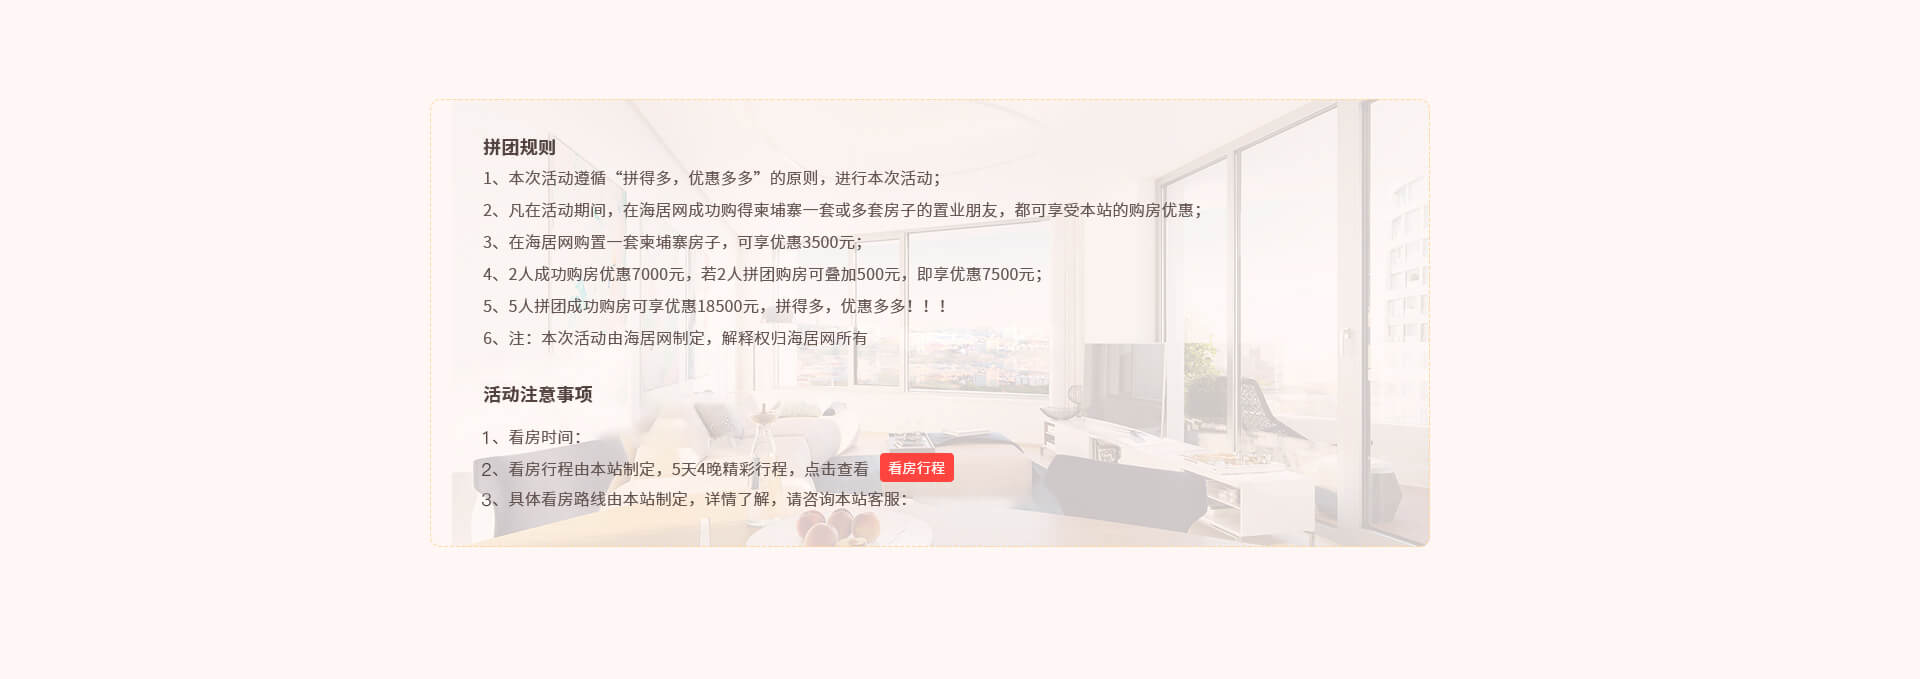 拼团规则
1、本次活动遵循“拼得多，优惠多多”的原则，进行本次活动；
2、凡在活动期间，在海居网成功购得柬埔寨一套或多套房子的置业朋友，都可享受本站的购房优惠；
3、在海居网购置一套柬埔寨房子，可享优惠3500元；
4、2人成功购房优惠7000元，若2人拼团购房可叠加500元，即享优惠7500元；
5、5人拼团成功购房可享优惠18500元，拼得多，优惠多多！！！
6、注：本次活动由海居网制定，解释权归海居网所有
活动注意事项
1、看房时间：
2、看房行程由本站制定，5天4晚精彩行程，点击查看 看房行程
3、具体看房路线由本站制定，详情了解，请咨询本站客服：